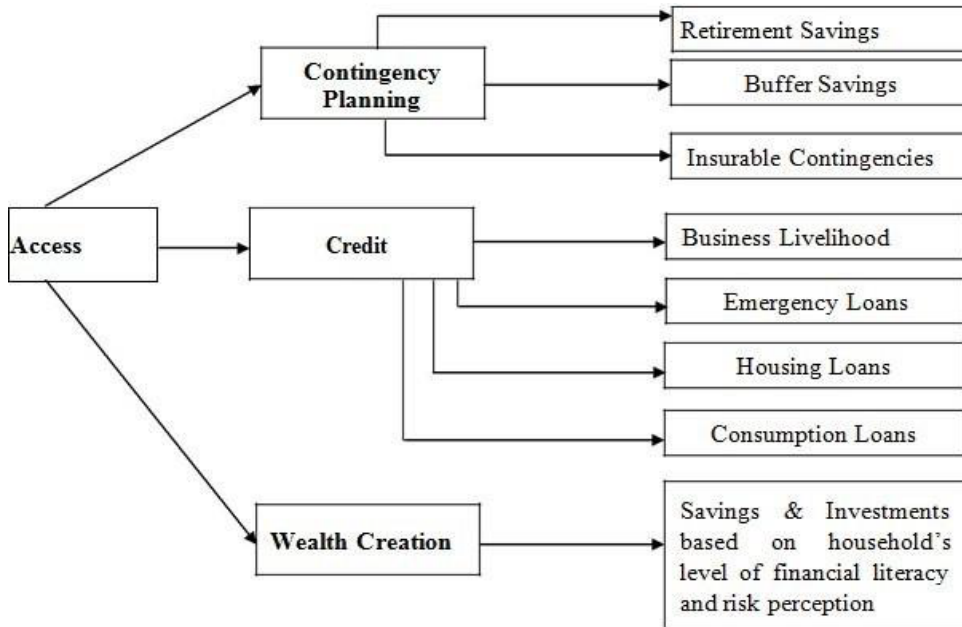 Retirement Savings
Contingency
Planning
Buffer Savings
Insurable Contingencies
Access
Credit
Business Livelihood
Emergency Loans
Housing Loans
Consumption Loans
Wealth Creation
Savings & Investments
based on household's
level of financial literacy
and risk perception